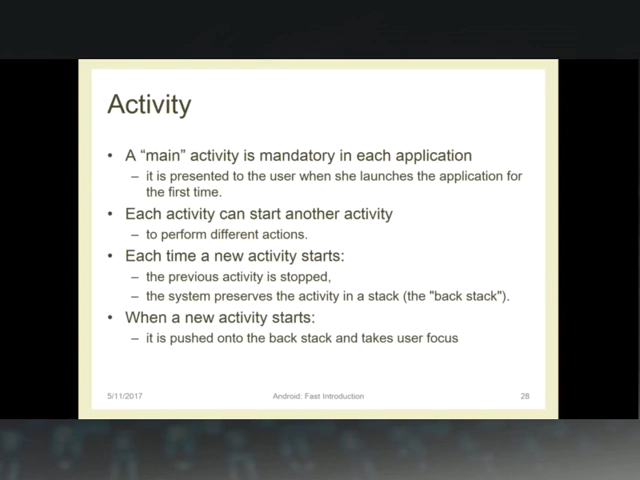 Activity
• A “main” activity is mandatory in each application
– it is presented to the user when she launches the application for
the first time.
• Each activity can start another activity
– to perform different actions.
• Each time a new activity starts:
– the previous activity is stopped,
– the system preserves the activity in a stack (the "back stack").
• When a new activity starts:
– it is pushed onto the back stack and takes user focus
5/11/2017 Android: Fast Introduction 28